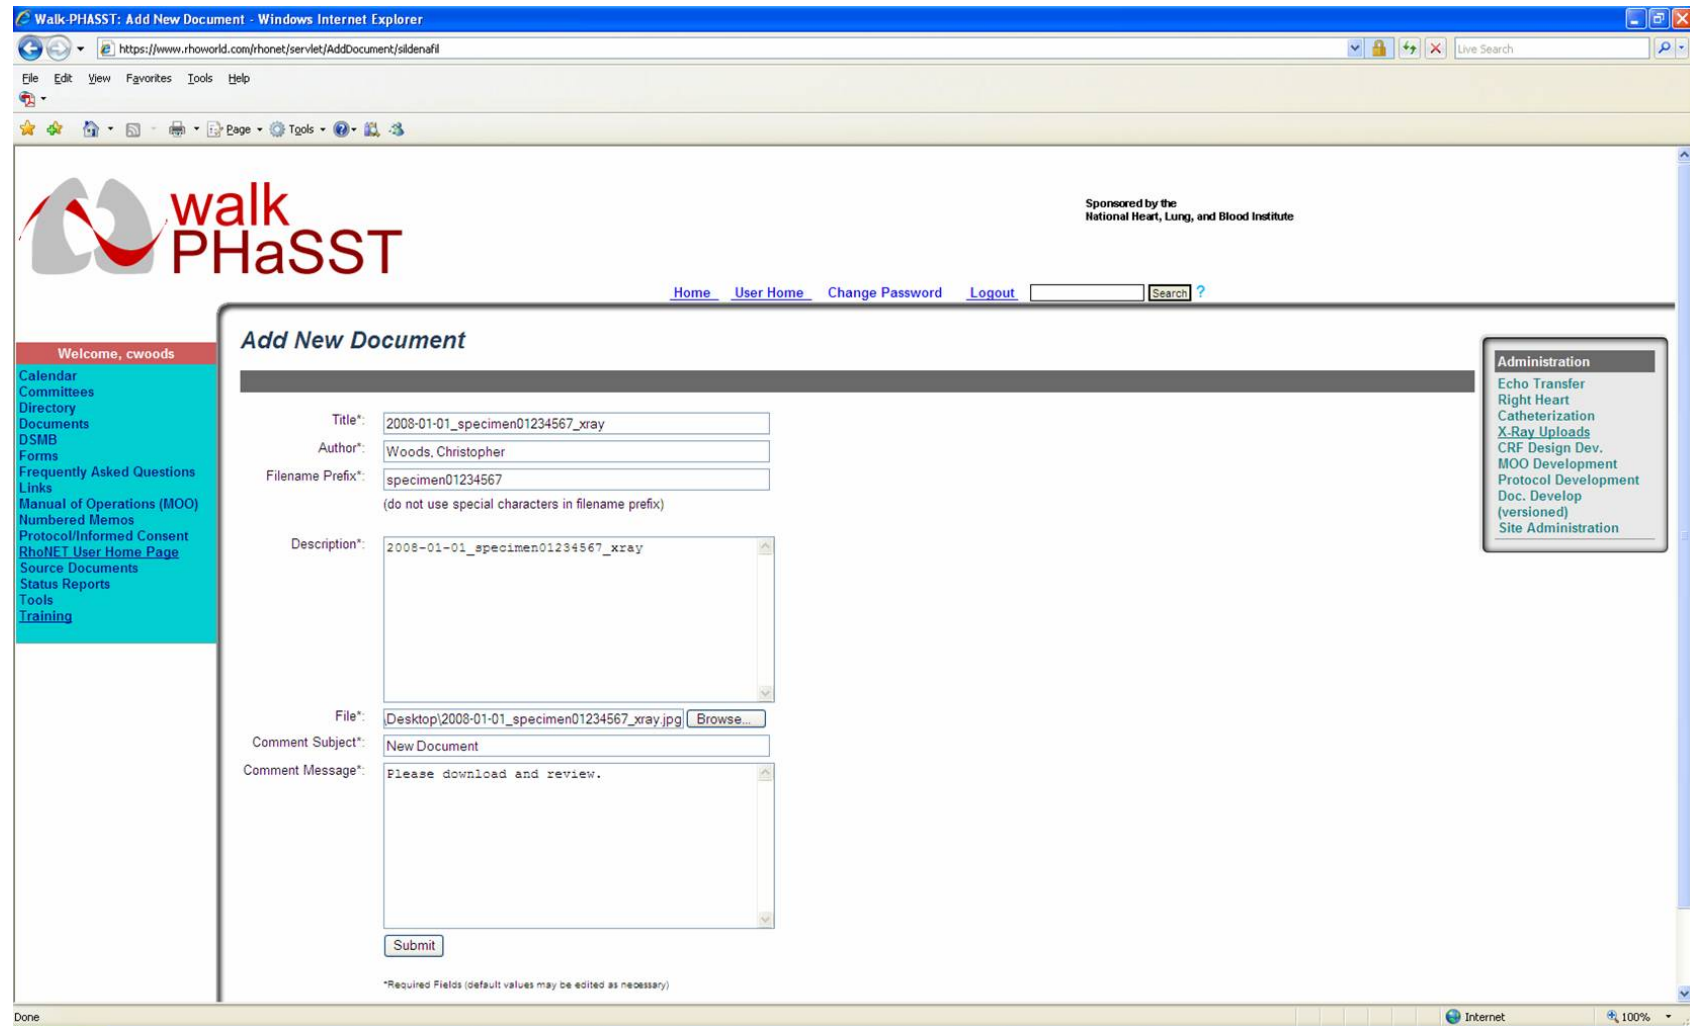 Walk-PHASST: Add New Document - Windows Internet Explorer
https://www.rhoworld.com/rhonet/servlet/AddDocument/sildenafil
Live Search
File Edit View Favorites Tools Help
Page Tools
walk
PHaSST
Sponsored by the
National Heart, Lung, and Blood Institute
Home User Home Change Password Logout Search ?
Add New Document
Welcome, cwoods
Calendar
Committees
Directory
Documents
DSMB
Forms
Frequently Asked Questions
Links
Manual of Operations (MOO)
Numbered Memos
Protocol/Informed Consent
RhoNET User Home Page
Source Documents
Status Reports
Tools
Training
Title*: 2008-01-01_specimen01234567_xray
Author*: Woods, Christopher
Filename Prefix*: specimen01234567
(do not use special characters in filename prefix)
Description*: 2008-01-01_specimen01234567_xray
File*: \Desktop\2008-01-01_specimen01234567_xray.jpg Browse...
Comment Subject*: New Document
Comment Message*: Please download and review.
Submit
*Required Fields (default values may be edited as necessary)
Administration
Echo Transfer
Right Heart
Catheterization
X-Ray Uploads
CRF Design Dev.
MOO Development
Protocol Development
Doc. Develop
(versioned)
Site Administration
Done
Internet
100%